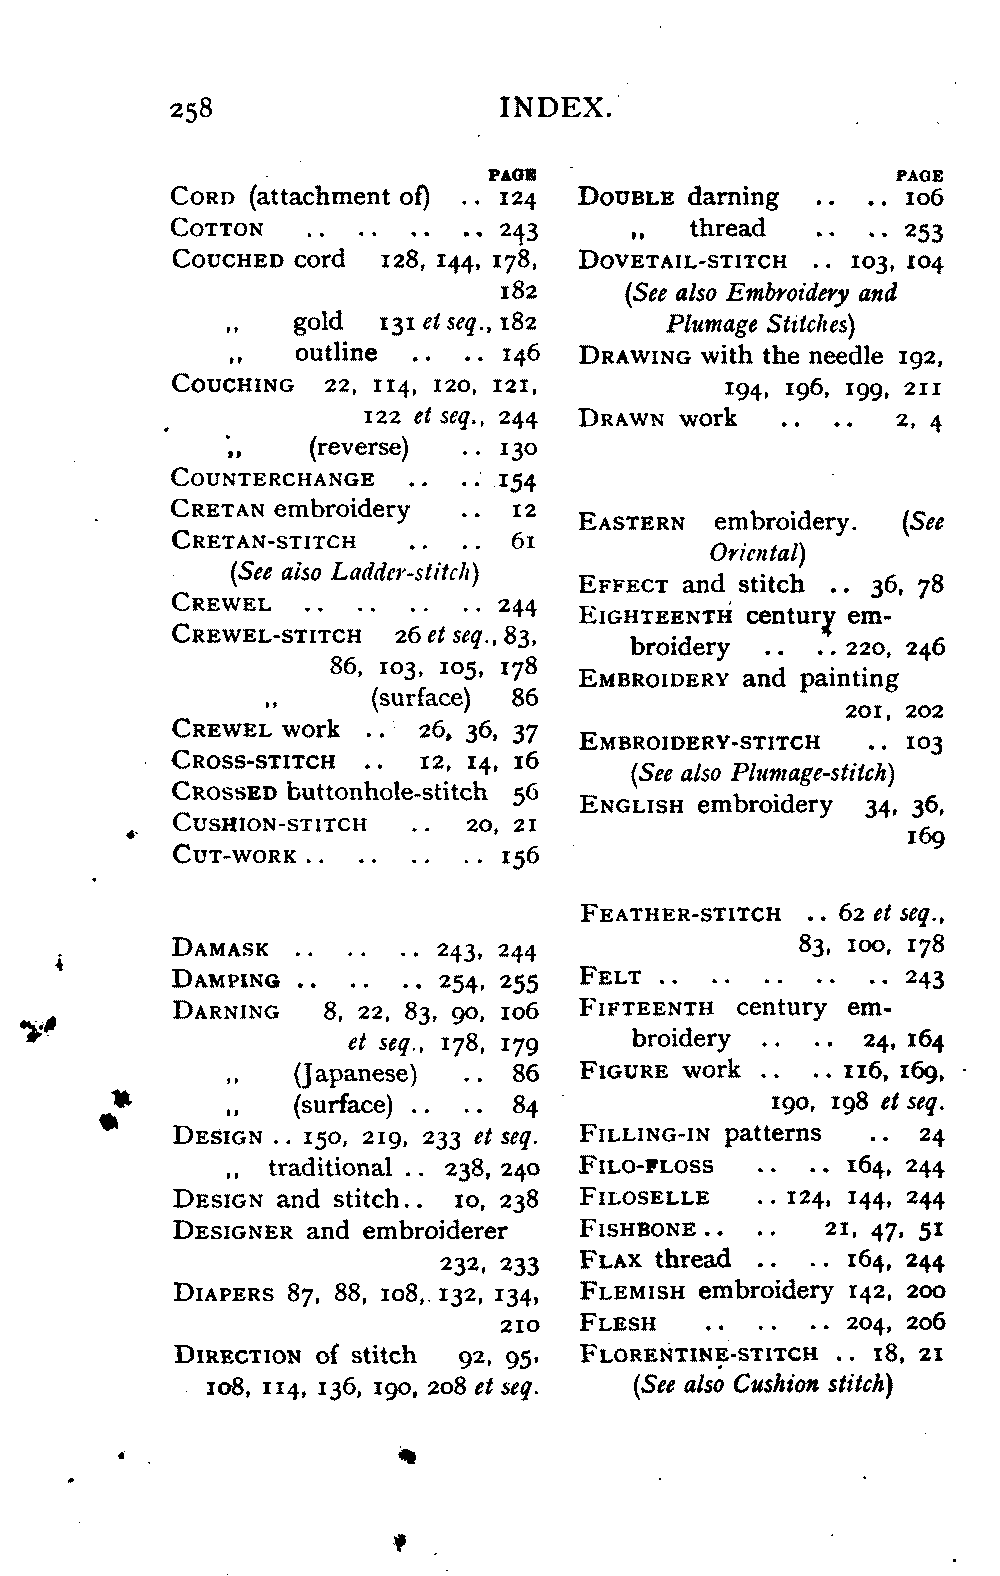 258 INDEX.
PAGE
CORD (attachment of) .. 124
COTTON .. .. .. .. 243
COUCHED cord 128, 144, 178,
182
,, gold 131 et seq., 182
,, outline .. .. 146
COUCHING 22, 114, 120, 121,
122 et seq., 244
,, (reverse) .. 130
COUNTERCHANGE .. .. 154
CRETAN embroidery .. 12
CRETAN-STITCH .. .. 61
(See also Ladder-stitch)
CREWEL .. .. .. .. 244
CREWEL-STITCH 26 et seq., 83,
86, 103, 105, 178
,, (surface) 86
CREWEL work .. 26, 36, 37
CROSS-STITCH .. 12, 14, 16
CROSSED buttonhole-stitch 56
CUSHION-STITCH .. 20, 21
CUT-WORK .. .. .. .. 156
DAMASK .. .. .. 243, 244
DAMPING .. .. .. 254, 255
DARNING 8, 22, 83, 90, 106
et seq., 178, 179
,, (Japanese) .. 86
,, (surface) .. .. 84
DESIGN .. 150, 219, 233 et seq.
,, traditional .. 238, 240
DESIGN and stitch.. 10, 238
DESIGNER and embroiderer
232, 233
DIAPERS 87, 88, 108, 132, 134,
210
DIRECTION of stitch 92, 95,
108, 114, 136, 190, 208 et seq.
PAGE
DOUBLE darning .. .. 106
,, thread .. .. 253
DOVETAIL-STITCH .. 103, 104
(See also Embroidery and
Plumage Stitches)
DRAWING with the needle 192,
194, 196, 199, 211
DRAWN work .. .. 2, 4
EASTERN embroidery. (See
Oriental)
EFFECT and stitch .. 36, 78
EIGHTEENTH century em-
broidery .. .. 220, 246
EMBROIDERY and painting
201, 202
EMBROIDERY-STITCH .. 103
(See also Plumage-stitch)
ENGLISH embroidery 34, 36,
169
FEATHER-STITCH .. 62 et seq.,
83, 100, 178
FELT .. .. .. .. .. 243
FIFTEENTH century em-
broidery .. .. 24, 164
FIGURE work .. .. 116, 169,
190, 198 et seq.
FILLING-IN patterns .. 24
FILO-FLOSS .. .. 164, 244
FILOSELLE .. 124, 144, 244
FISHBONE .. .. 21, 47, 51
FLAX thread .. .. 164, 244
FLEMISH embroidery 142, 200
FLESH .. .. .. 204, 206
FLORENTINE-STITCH .. 18, 21
(See also Cushion stitch)